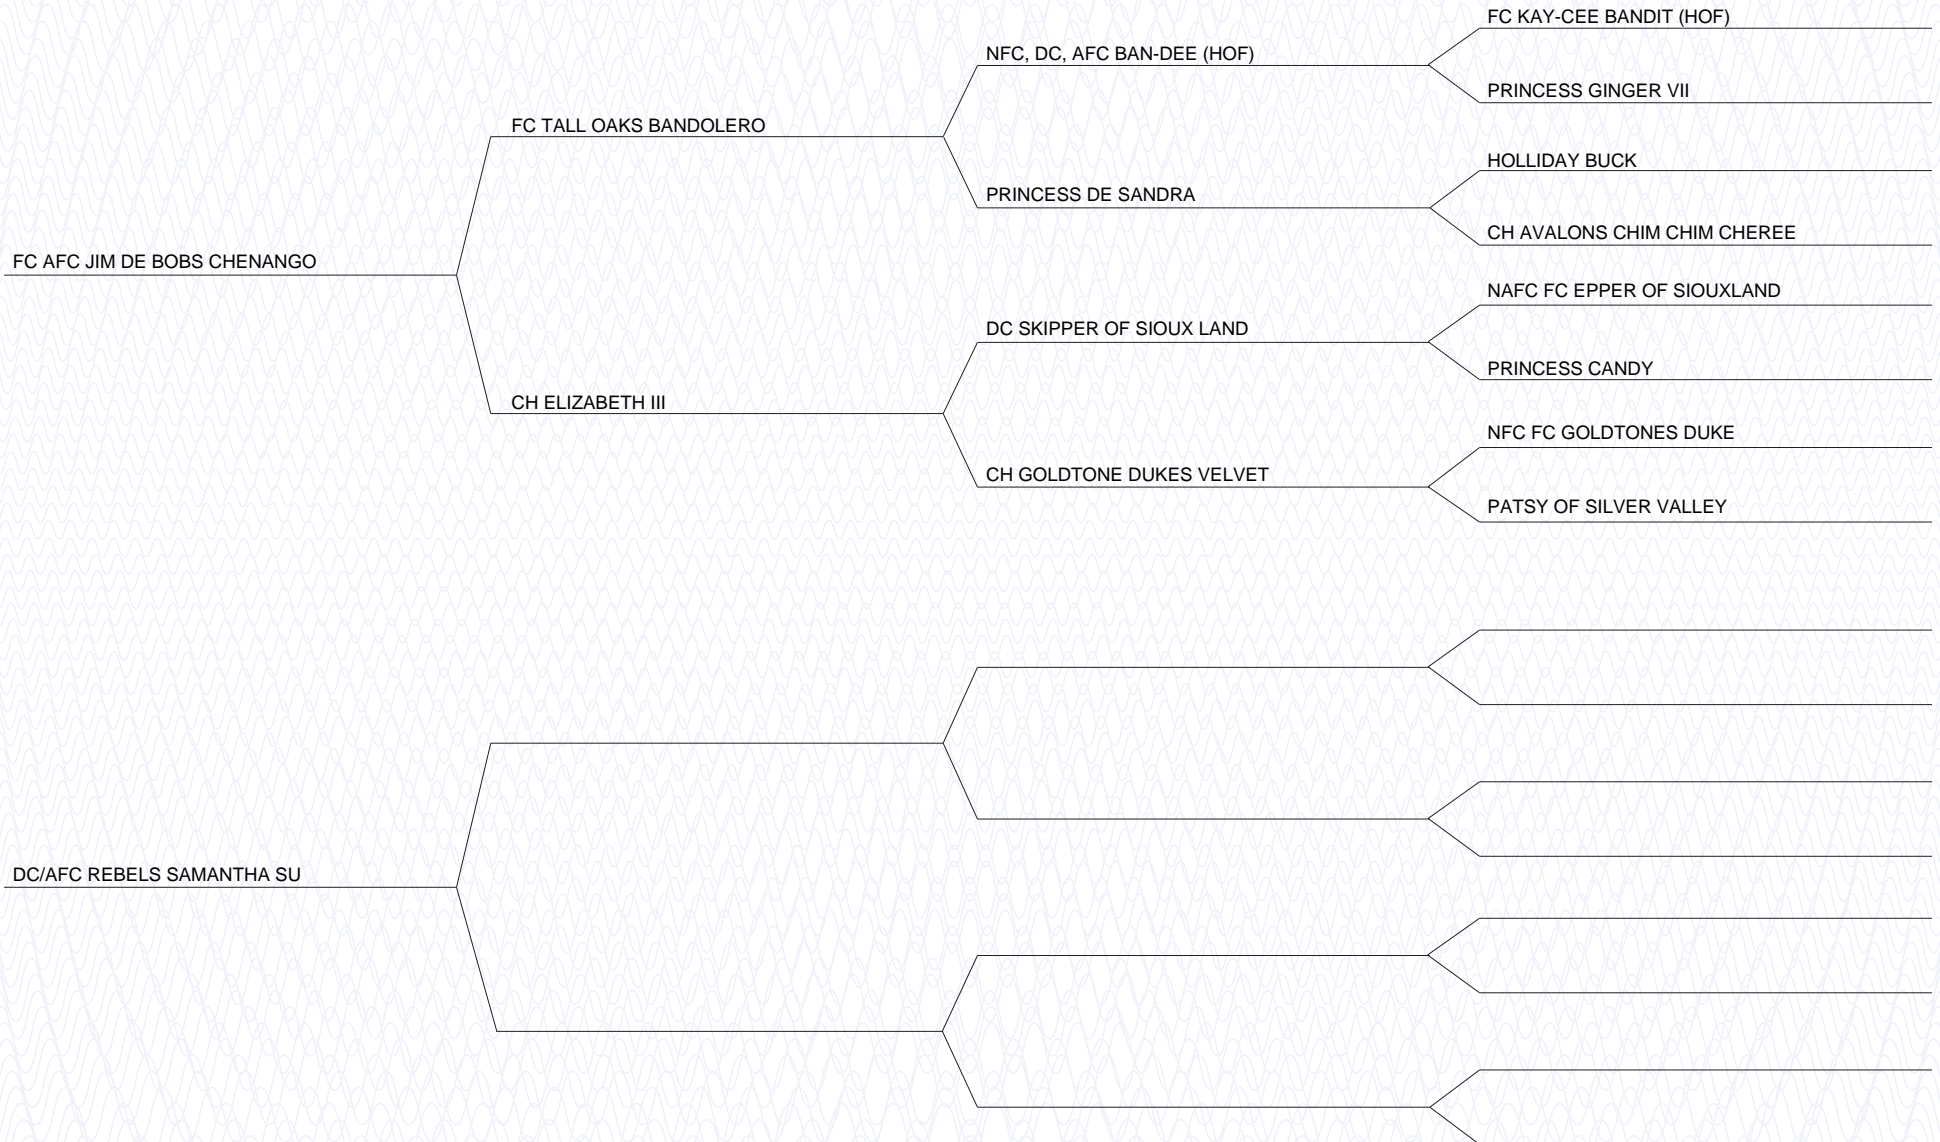 FC KAY-CEE BANDIT (HOF)
NFC, DC, AFC BAN-DEE (HOF)
PRINCESS GINGER VII
FC TALL OAKS BANDOLERO
HOLLIDAY BUCK
PRINCESS DE SANDRA
CH AVALONS CHIM CHIM CHEREE
FC AFC JIM DE BOBS CHENANGO
NAFC FC EPPER OF SIOUXLAND
DC SKIPPER OF SIOUX LAND
PRINCESS CANDY
CH ELIZABETH III
NFC FC GOLDTONES DUKE
CH GOLDTONE DUKES VELVET
PATSY OF SILVER VALLEY
DC/AFC REBELS SAMANTHA SU